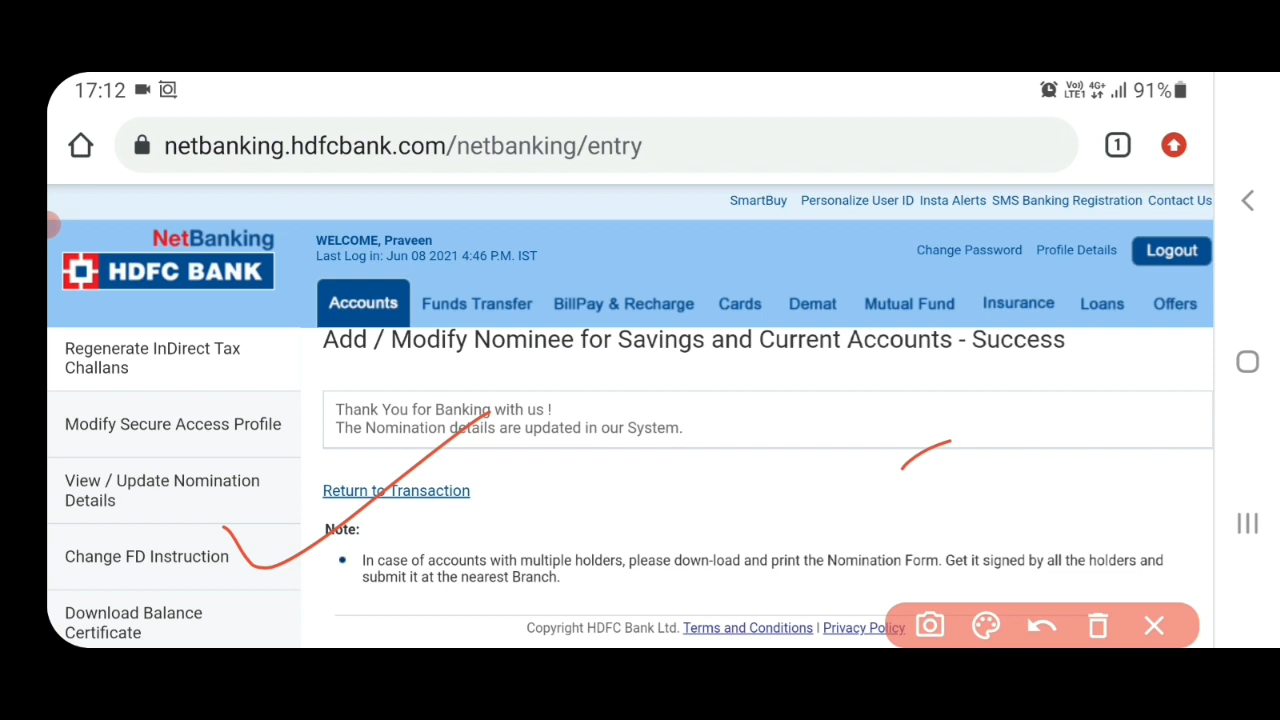 17:12
Vo) 4G+
LTE1 91%
netbanking.hdfcbank.com/netbanking/entry
1
SmartBuy Personalize User ID Insta Alerts SMS Banking Registration Contact Us
NetBanking
HDFC BANK
WELCOME, Praveen
Last Log in: Jun 08 2021 4:46 P.M. IST
Change Password Profile Details Logout
Accounts Funds Transfer BillPay & Recharge Cards Demat Mutual Fund Insurance Loans Offers
Regenerate InDirect Tax
Challans
Modify Secure Access Profile
View / Update Nomination
Details
Change FD Instruction
Download Balance
Certificate
Add / Modify Nominee for Savings and Current Accounts - Success
Thank You for Banking with us !
The Nomination details are updated in our System.
Return to Transaction
Note:
In case of accounts with multiple holders, please down-load and print the Nomination Form. Get it signed by all the holders and
submit it at the nearest Branch.
Copyright HDFC Bank Ltd. Terms and Conditions | Privacy Policy